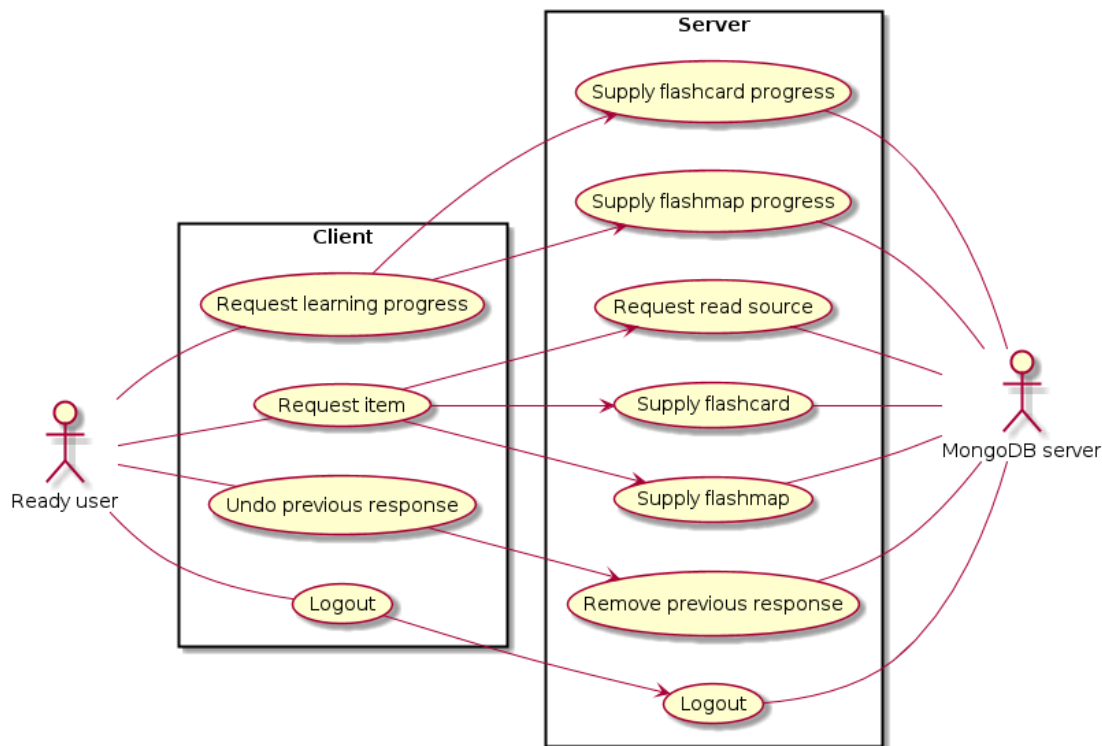 Server
Supply flashcard progress
Supply flashmap progress
Client
Request learning progress
Request read source
Request item
Supply flashcard
MongoDB server
Ready user
Undo previous response
Supply flashmap
Logout
Remove previous response
Logout